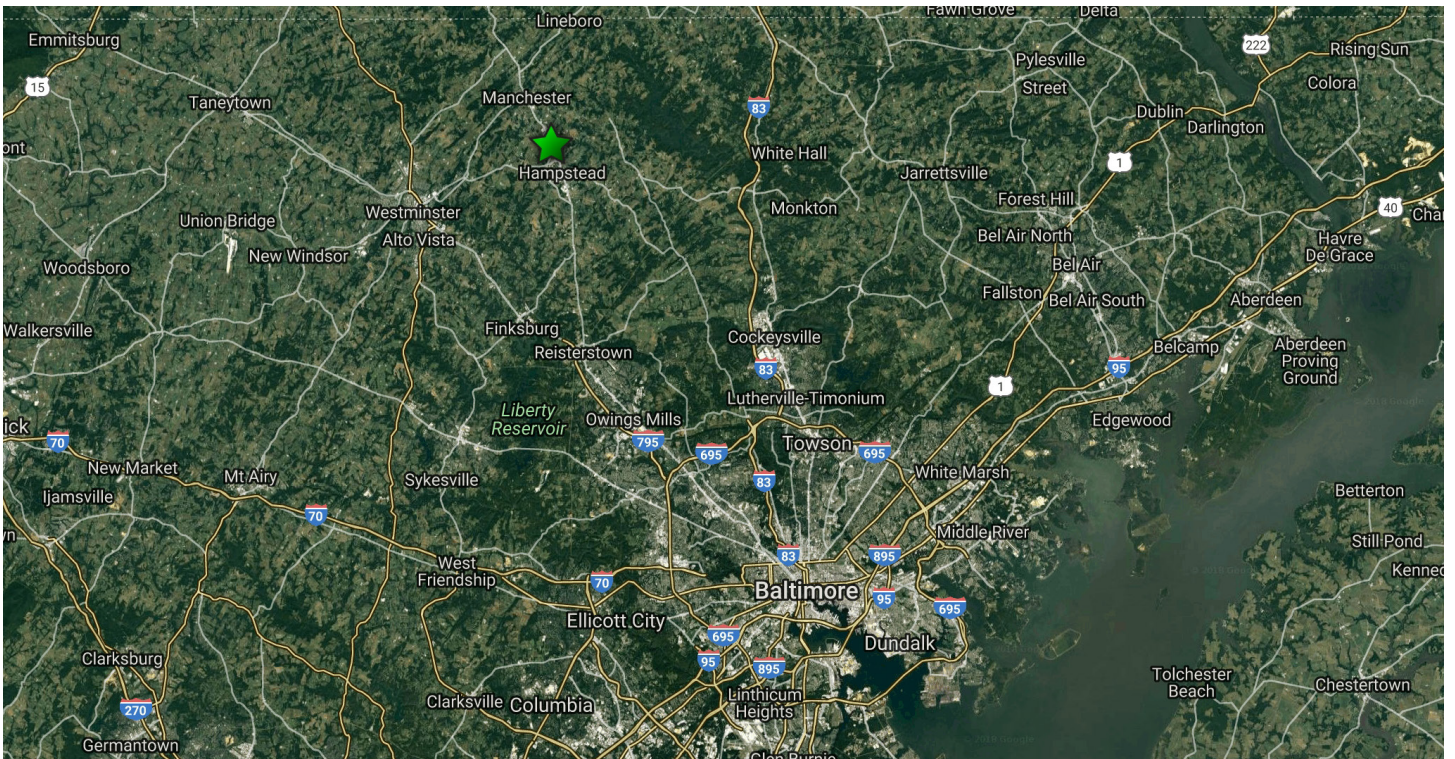 Lineboro
Delta
Emmitsburg
222
Rising Sun
15
Pylesville
Street
Colora
Taneytown
Manchester
83
Dublin
Darlington
White Hall
1
Hampstead
Jarrettsville
Forest Hill
Westminster
Union Bridge
Monkton
40
Alto Vista
Bel Air North
Havre
De Grace
New Windsor
Woodsboro
Bel Air
Fallston
Bel Air South
Aberdeen
Walkersville
Finksburg
Cockeysville
Reisterstown
Belcamp
Aberdeen
Proving
Ground
83
95
1
Lutherville-Timonium
Liberty
Reservoir
Owings Mills
Edgewood
70
795
695
Towson
695
New Market
Mt Airy
Sykesville
83
White Marsh
Ijamsville
Betterton
70
Middle River
Still Pond
West
Friendship
83
895
70
Baltimore
95
695
Ellicott City
695
Dundalk
Clarksburg
95
895
Tolchester
Beach
Chestertown
270
Clarksville
Columbia
Linthicum
Heights
Germantown